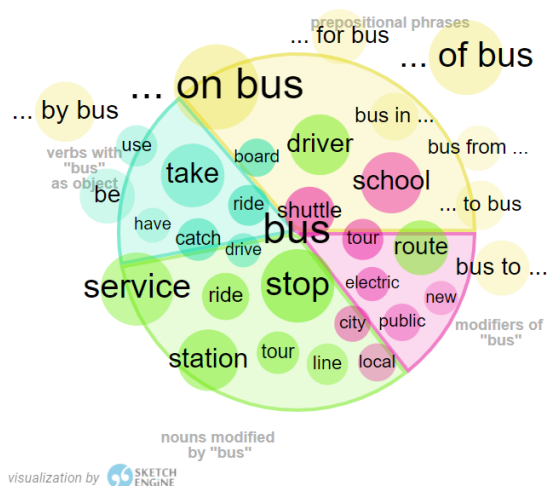 prepositional phrases
... for bus
... of bus
... on bus
... by bus
bus in ...
use
board
driver
bus from ...
verbs with
"bus"
as object
take
school
be
ride
shuttle
... to bus
have
catch
bus
tour
route
drive
service
ride
stop
electric
bus to ...
new
city
public
modifiers of
"bus"
station
tour
line
local
nouns modified
by "bus"
visualization by SKETCH
ENGINE